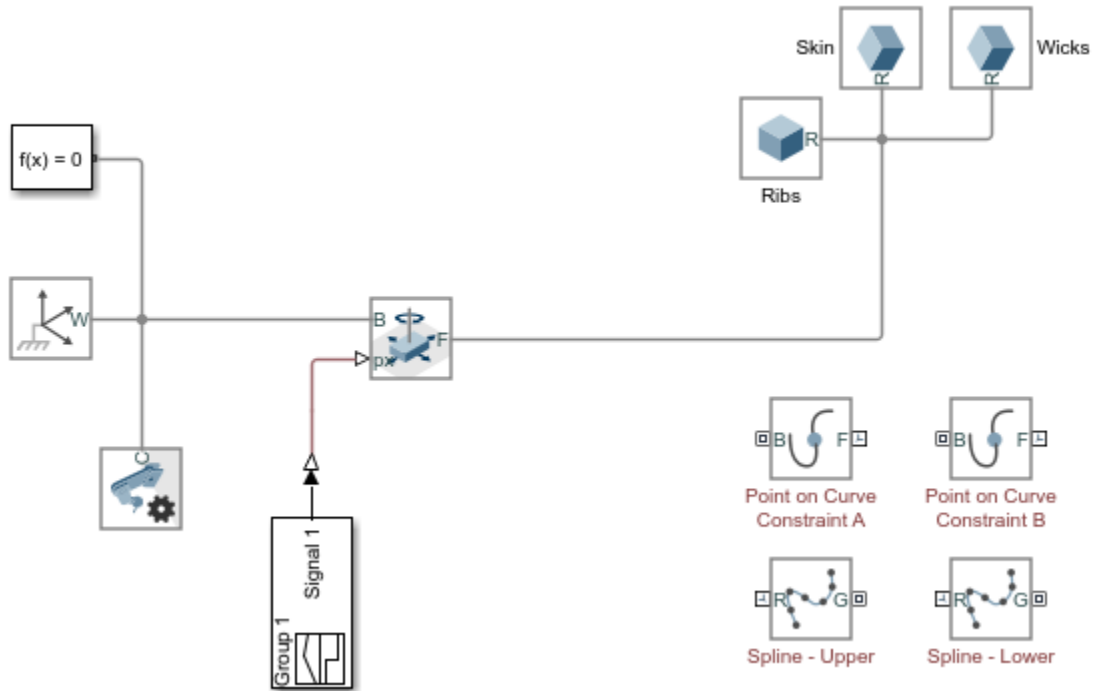 Skin
R
Wicks
R
R
Ribs
f(x) = 0
W
B
F
px
C
Signal 1
Group 1
B
F
Point on Curve
Constraint A
B
F
Point on Curve
Constraint B
R
G
Spline - Upper
R
G
Spline - Lower